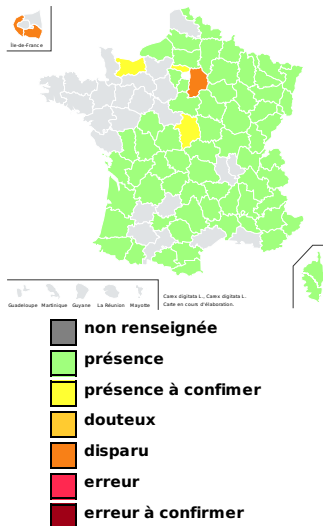 Île-de-France
Guadeloupe Martinique Guyane La Réunion Mayotte
Carex digitata L., Carex digitata L.
Carte en cours d'élaboration.
non renseignée
présence
présence à confimer
douteux
disparu
erreur
erreur à confirmer